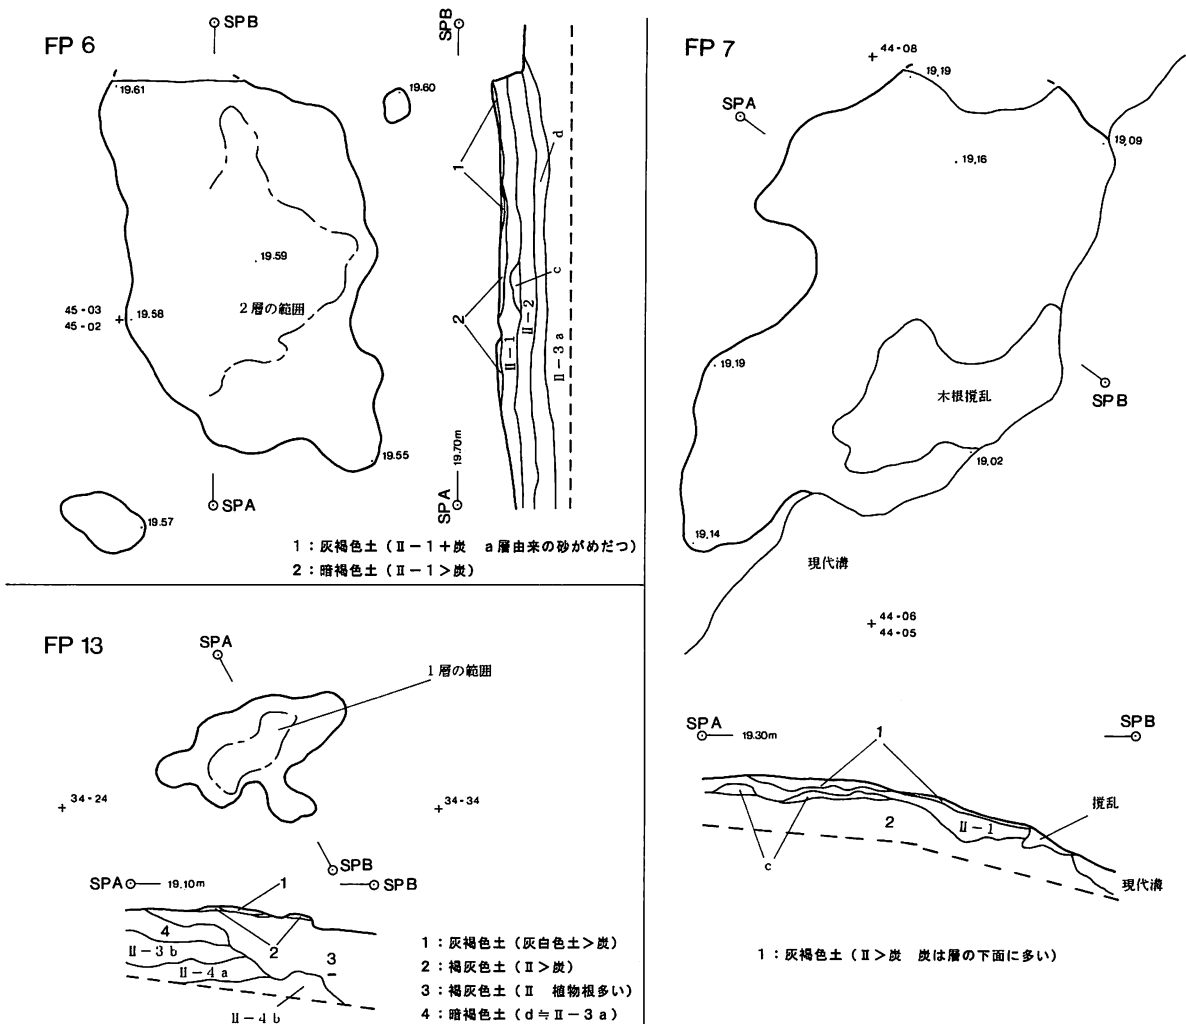 FP 6
SPB
19.61
19.60
19.59
2層の範囲
45-03
45-02
19.58
19.55
SPA
19.57
SPB
1
d
c
2
Ⅱ-1
Ⅱ-2
Ⅱ-3a
19.70m
SPA
1：灰褐色土（Ⅱ-1＋炭　a層由来の砂がめだつ）
2：暗褐色土（Ⅱ-1＞炭）
FP 13
SPA
1層の範囲
34-24
34-34
SPB
SPA
19.10m
SPB
1
4
2
3
Ⅱ-3b
Ⅱ-4a
Ⅱ-4b
1：灰褐色土（灰白色土＞炭）
2：褐灰色土（Ⅱ＞炭）
3：褐灰色土（Ⅱ　植物根多い）
4：暗褐色土（d≒Ⅱ-3a）
FP 7
44-08
19.19
SPA
19.09
19.16
19.19
木根撹乱
SPB
19.02
19.14
現代溝
44-06
44-05
SPA
19.30m
SPB
1
撹乱
2
Ⅱ-1
c
現代溝
1：灰褐色土（Ⅱ＞炭　炭は層の下面に多い）